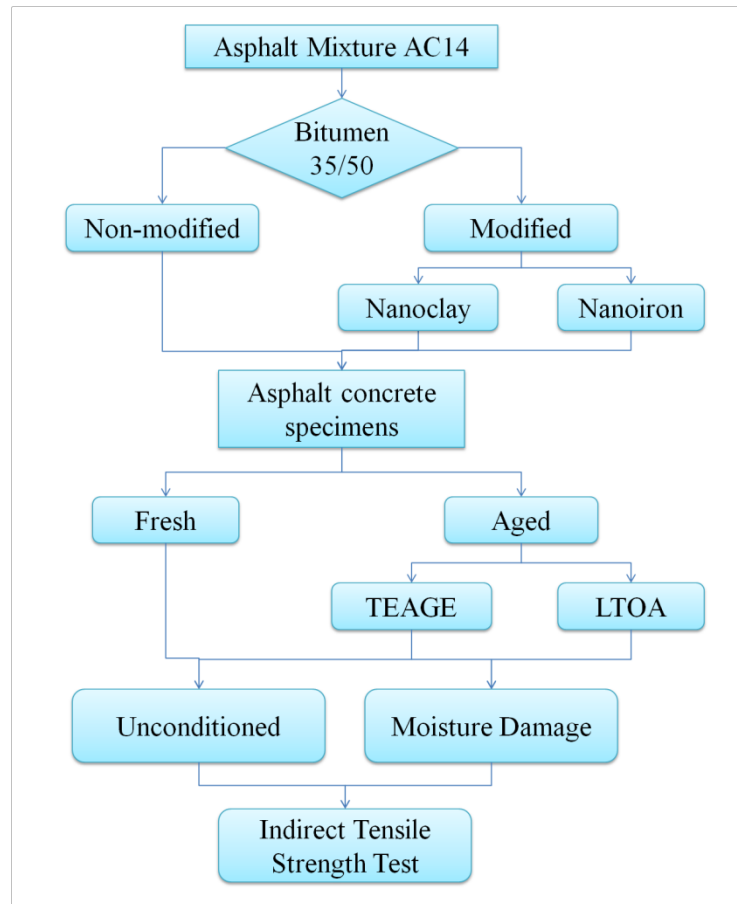 Asphalt Mixture AC14
Bitumen
35/50
Non-modified
Modified
Nanoclay
Nanoiron
Asphalt concrete
specimens
Fresh
Aged
TEAGE
LTOA
Unconditioned
Moisture Damage
Indirect Tensile
Strength Test